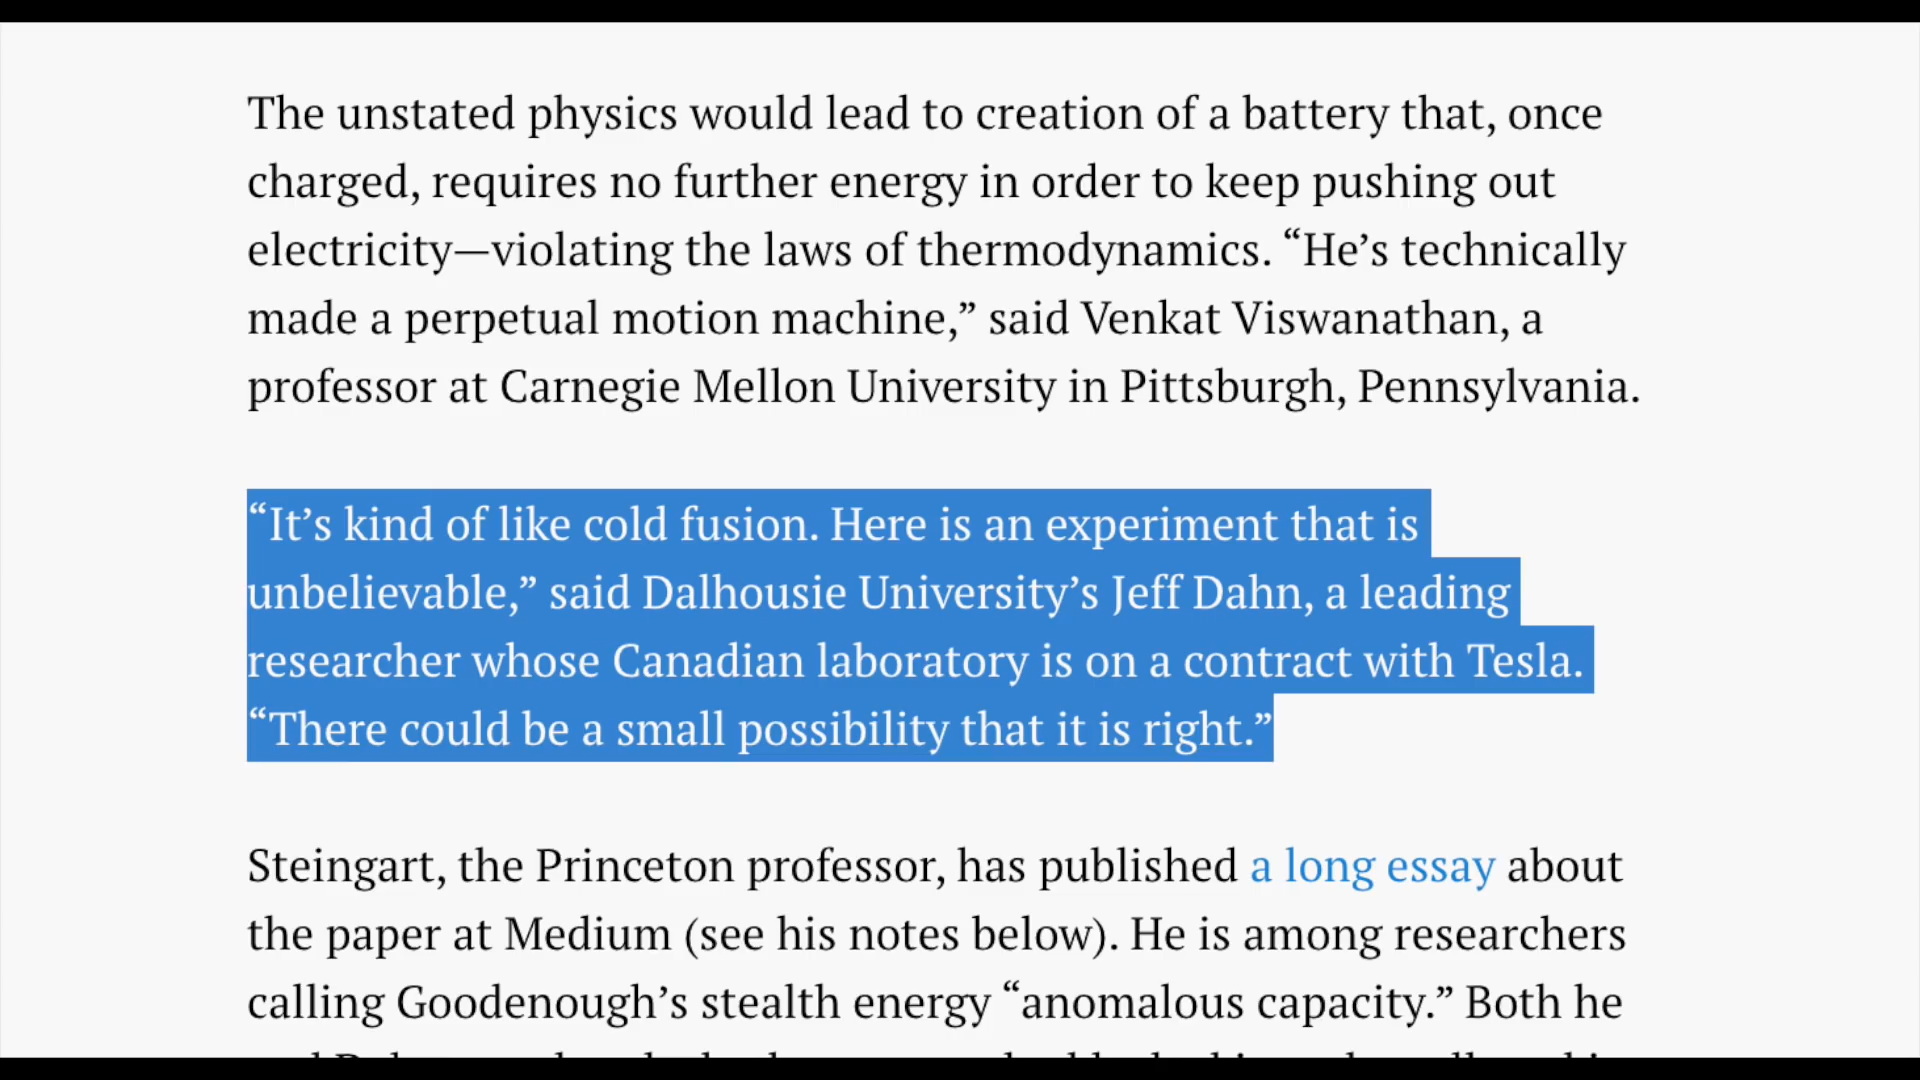 The unstated physics would lead to creation of a battery that, once
charged, requires no further energy in order to keep pushing out
electricity—violating the laws of thermodynamics. “He’s technically
made a perpetual motion machine,” said Venkat Viswanathan, a
professor at Carnegie Mellon University in Pittsburgh, Pennsylvania.
“It’s kind of like cold fusion. Here is an experiment that is
unbelievable,” said Dalhousie University’s Jeff Dahn, a leading
researcher whose Canadian laboratory is on a contract with Tesla.
“There could be a small possibility that it is right.”
Steingart, the Princeton professor, has published a long essay about
the paper at Medium (see his notes below). He is among researchers
calling Goodenough’s stealth energy “anomalous capacity.” Both he